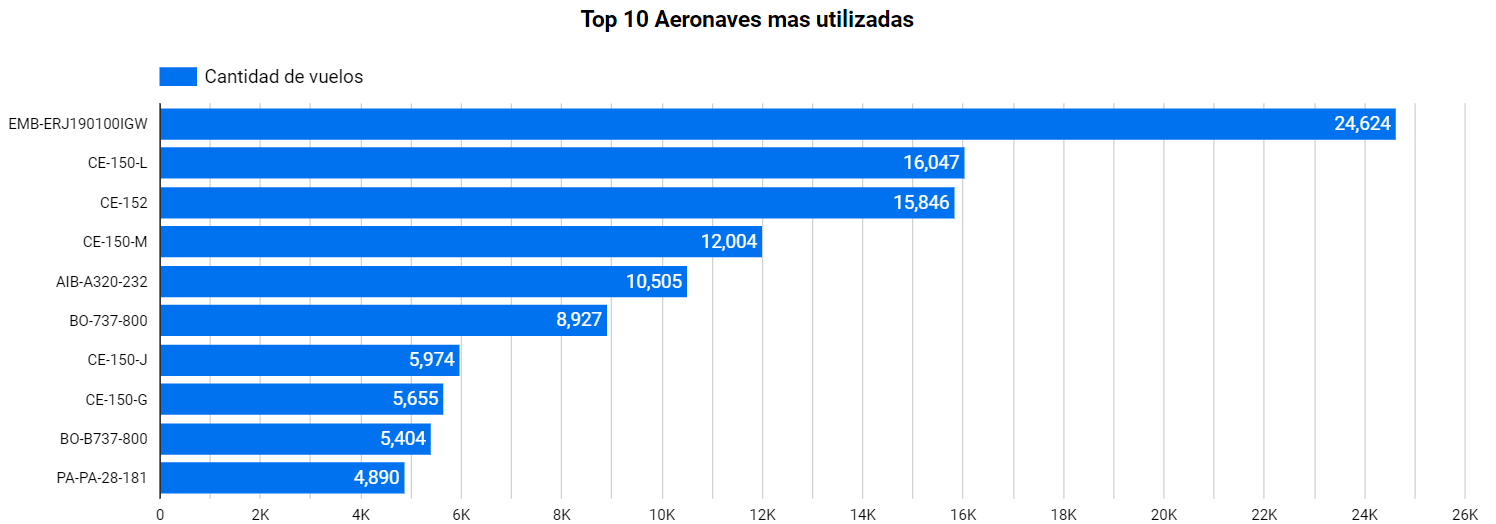 Top 10 Aeronaves mas utilizadas
Cantidad de vuelos
EMB-ERJ190100IGW 24,624
CE-150-L 16,047
CE-152 15,846
CE-150-M 12,004
AIB-A320-232 10,505
BO-737-800 8,927
CE-150-J 5,974
CE-150-G 5,655
BO-B737-800 5,404
PA-PA-28-181 4,890
0 2K 4K 6K 8K 10K 12K 14K 16K 18K 20K 22K 24K 26K